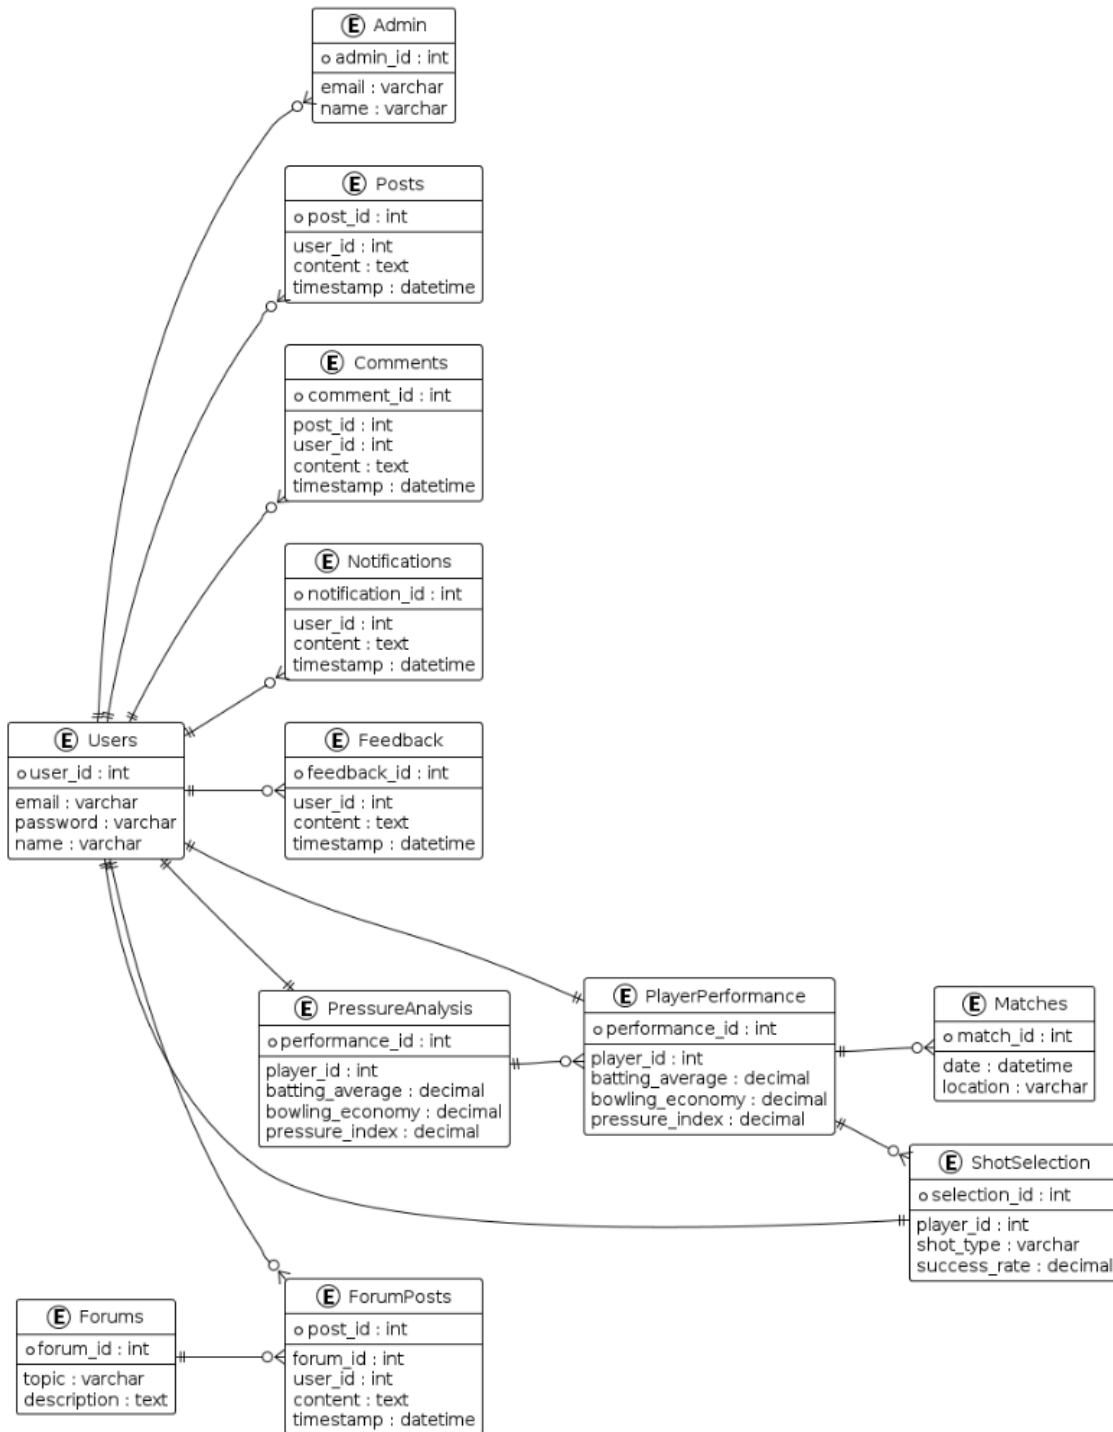 E Admin
admin_id : int
email : varchar
name : varchar
E Posts
post_id : int
user_id : int
content : text
timestamp : datetime
E Comments
comment_id : int
post_id : int
user_id : int
content : text
timestamp : datetime
E Notifications
notification_id : int
user_id : int
content : text
timestamp : datetime
E Users
user_id : int
email : varchar
password : varchar
name : varchar
E Feedback
feedback_id : int
user_id : int
content : text
timestamp : datetime
E PressureAnalysis
performance_id : int
player_id : int
batting_average : decimal
bowling_economy : decimal
pressure_index : decimal
E PlayerPerformance
performance_id : int
player_id : int
batting_average : decimal
bowling_economy : decimal
pressure_index : decimal
E Matches
match_id : int
date : datetime
location : varchar
E ShotSelection
selection_id : int
player_id : int
shot_type : varchar
success_rate : decimal
E Forums
forum_id : int
topic : varchar
description : text
E ForumPosts
post_id : int
forum_id : int
user_id : int
content : text
timestamp : datetime